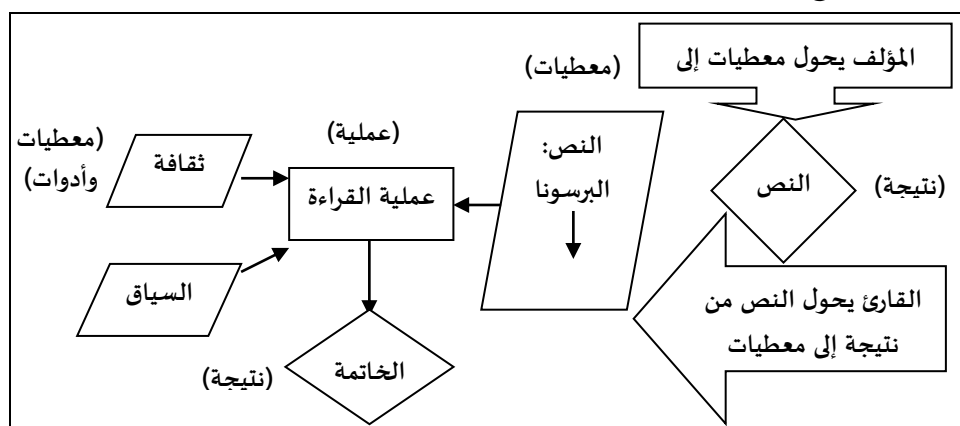 المؤلف يحول معطيات إلى
النص
(نتيجة)
القارئ يحول النص من
نتيجة إلى معطيات
(معطيات)
النص:
البرسونا
(عملية)
عملية القراءة
(معطيات
وأدوات)
ثقافة
السياق
الخاتمة
(نتيجة)